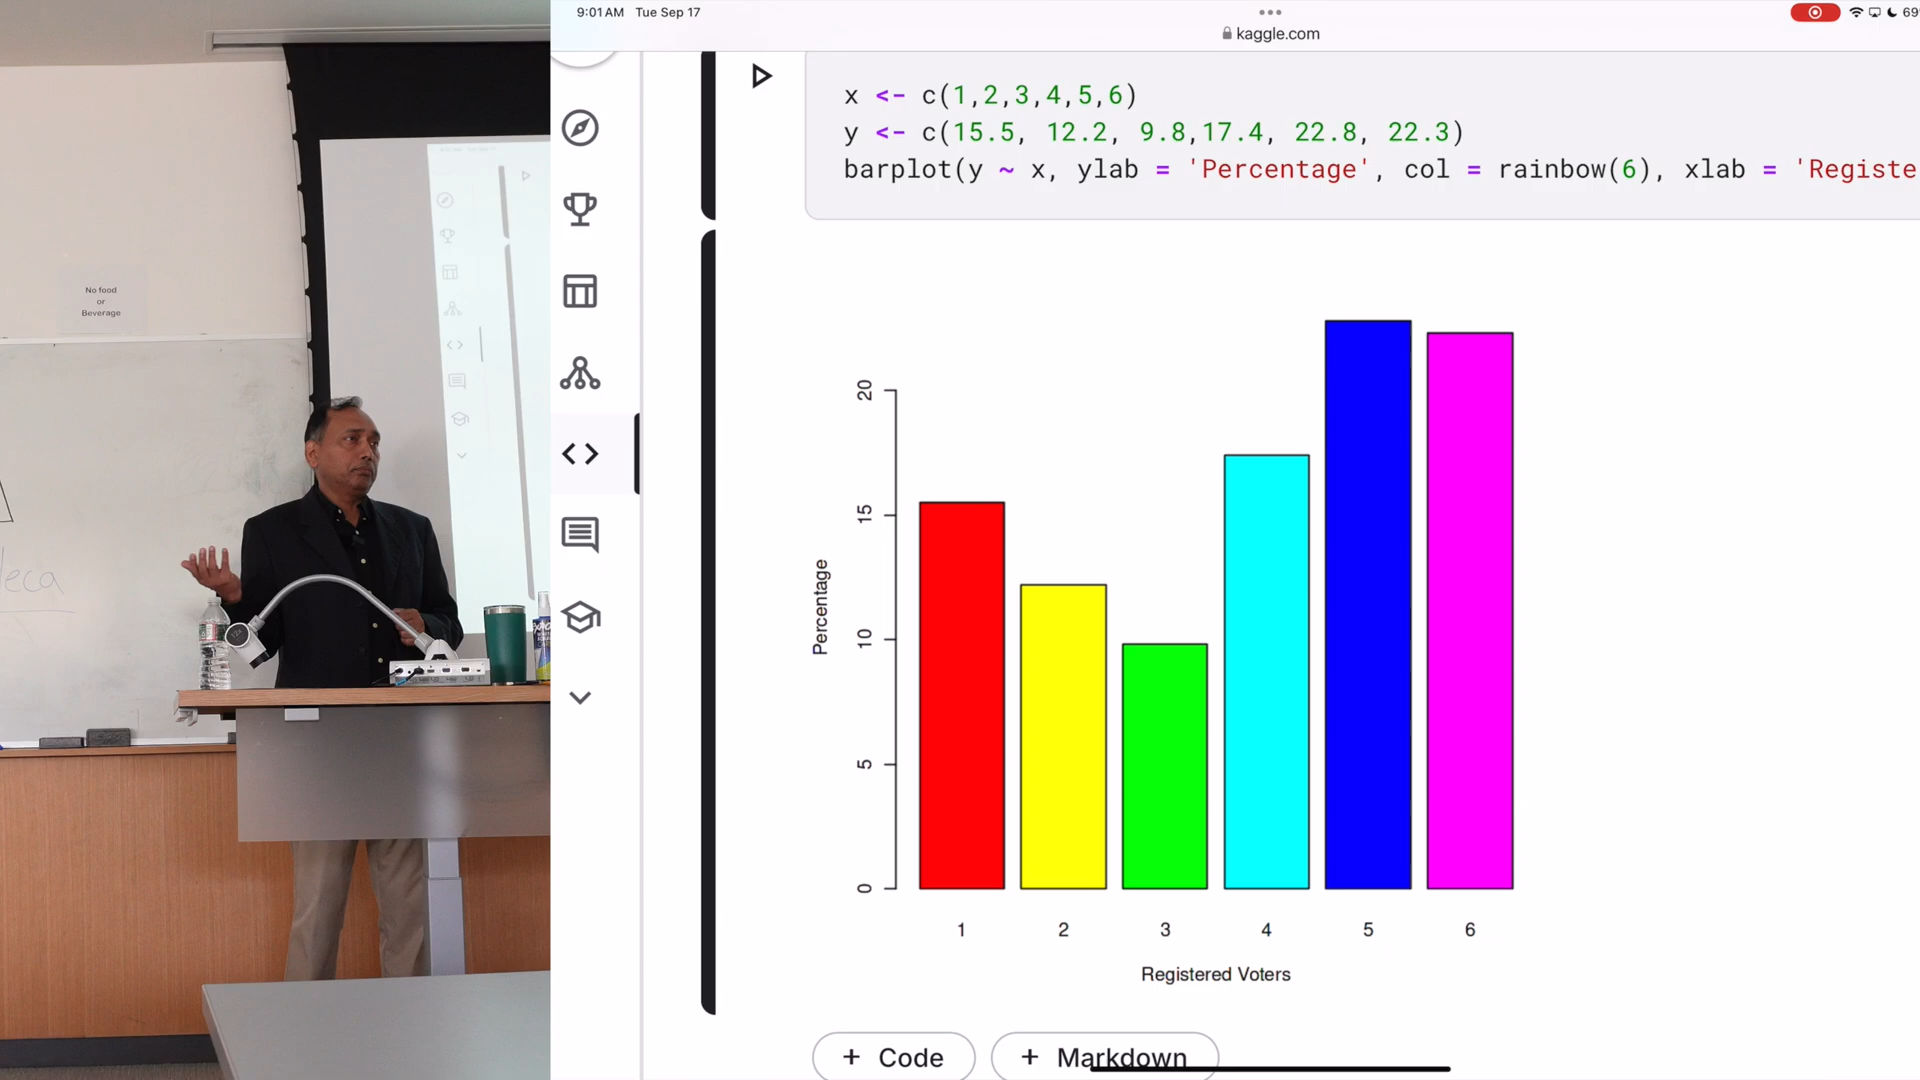 9:01 AM Tue Sep 17
69
kaggle.com
x <- c(1,2,3,4,5,6)
y <- c(15.5, 12.2, 9.8,17.4, 22.8, 22.3)
barplot(y ~ x, ylab = 'Percentage', col = rainbow(6), xlab = 'Registe
No food
or
Beverage
eca
20
15
10
5
0
Percentage
1 2 3 4 5 6
Registered Voters
+ Code
+ Markdown